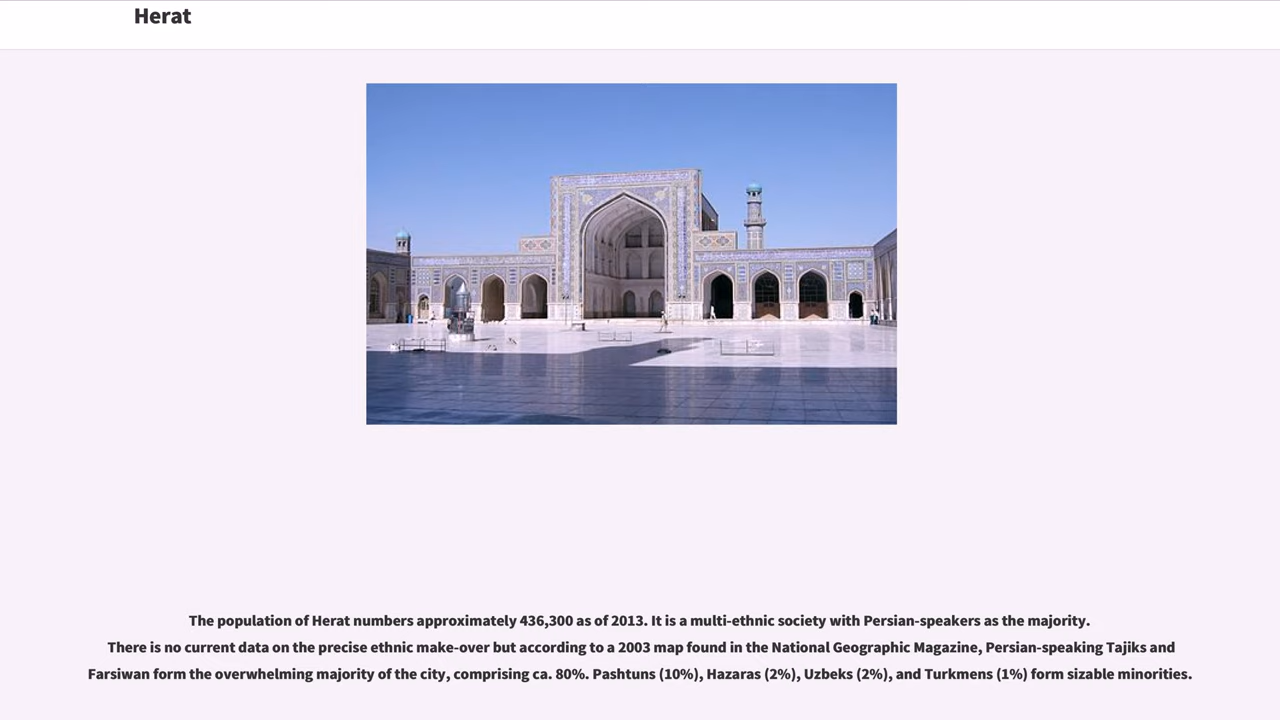 Herat
The population of Herat numbers approximately 436,300 as of 2013. It is a multi-ethnic society with Persian-speakers as the majority.
There is no current data on the precise ethnic make-over but according to a 2003 map found in the National Geographic Magazine, Persian-speaking Tajiks and
Farsiwan form the overwhelming majority of the city, comprising ca. 80%. Pashtuns (10%), Hazaras (2%), Uzbeks (2%), and Turkmens (1%) form sizable minorities.